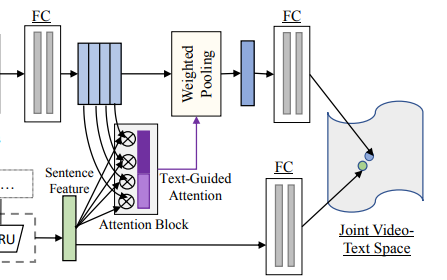 FC
FC
Weighted
Pooling
Sentence
Feature
Text-Guided
Attention
FC
...
RU
Attention Block
Joint Video-
Text Space